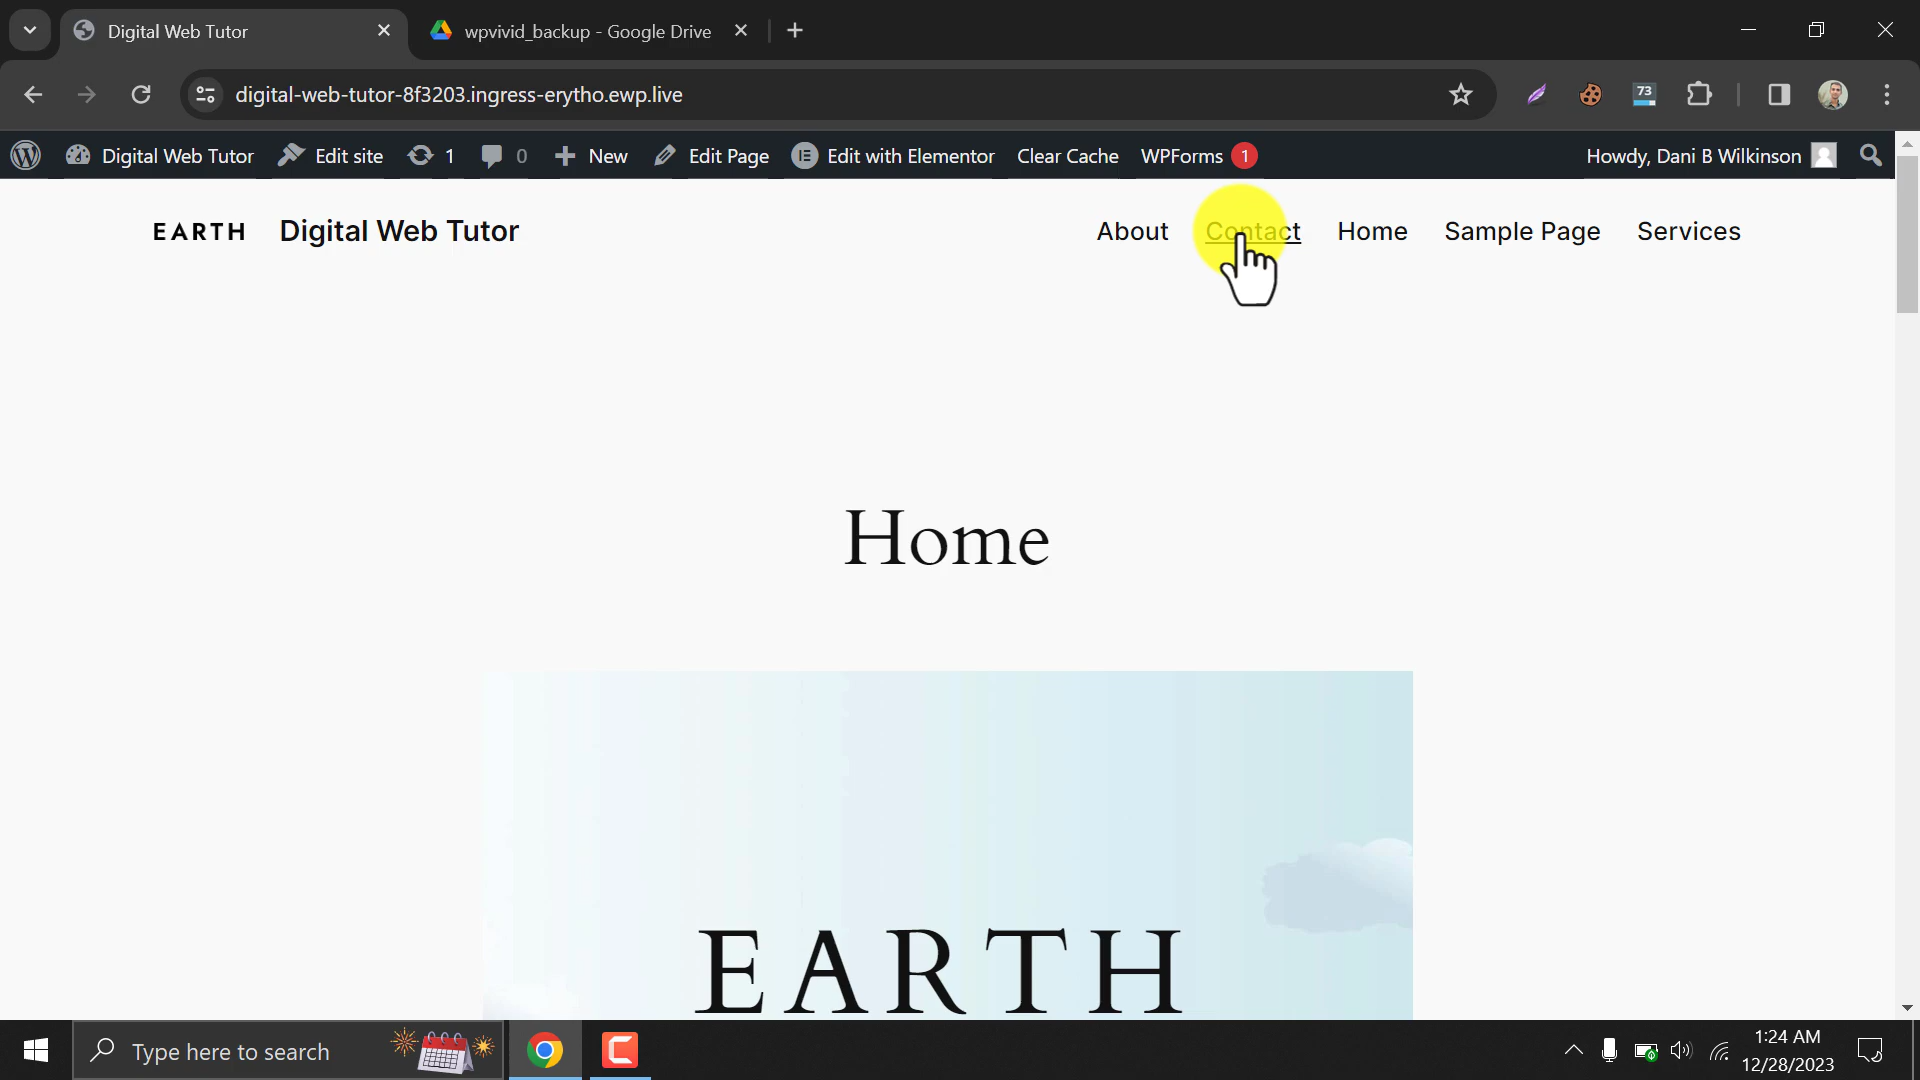 Digital Web Tutor
wpvivid_backup - Google Drive
digital-web-tutor-8f3203.ingress-erytho.ewp.live
73
Digital Web Tutor Edit site 1 0 New Edit Page Edit with Elementor Clear Cache WPForms 1 Howdy, Dani B Wilkinson
EARTH Digital Web Tutor About Contact Home Sample Page Services
Home
EARTH
Type here to search
1:24 AM
12/28/2023